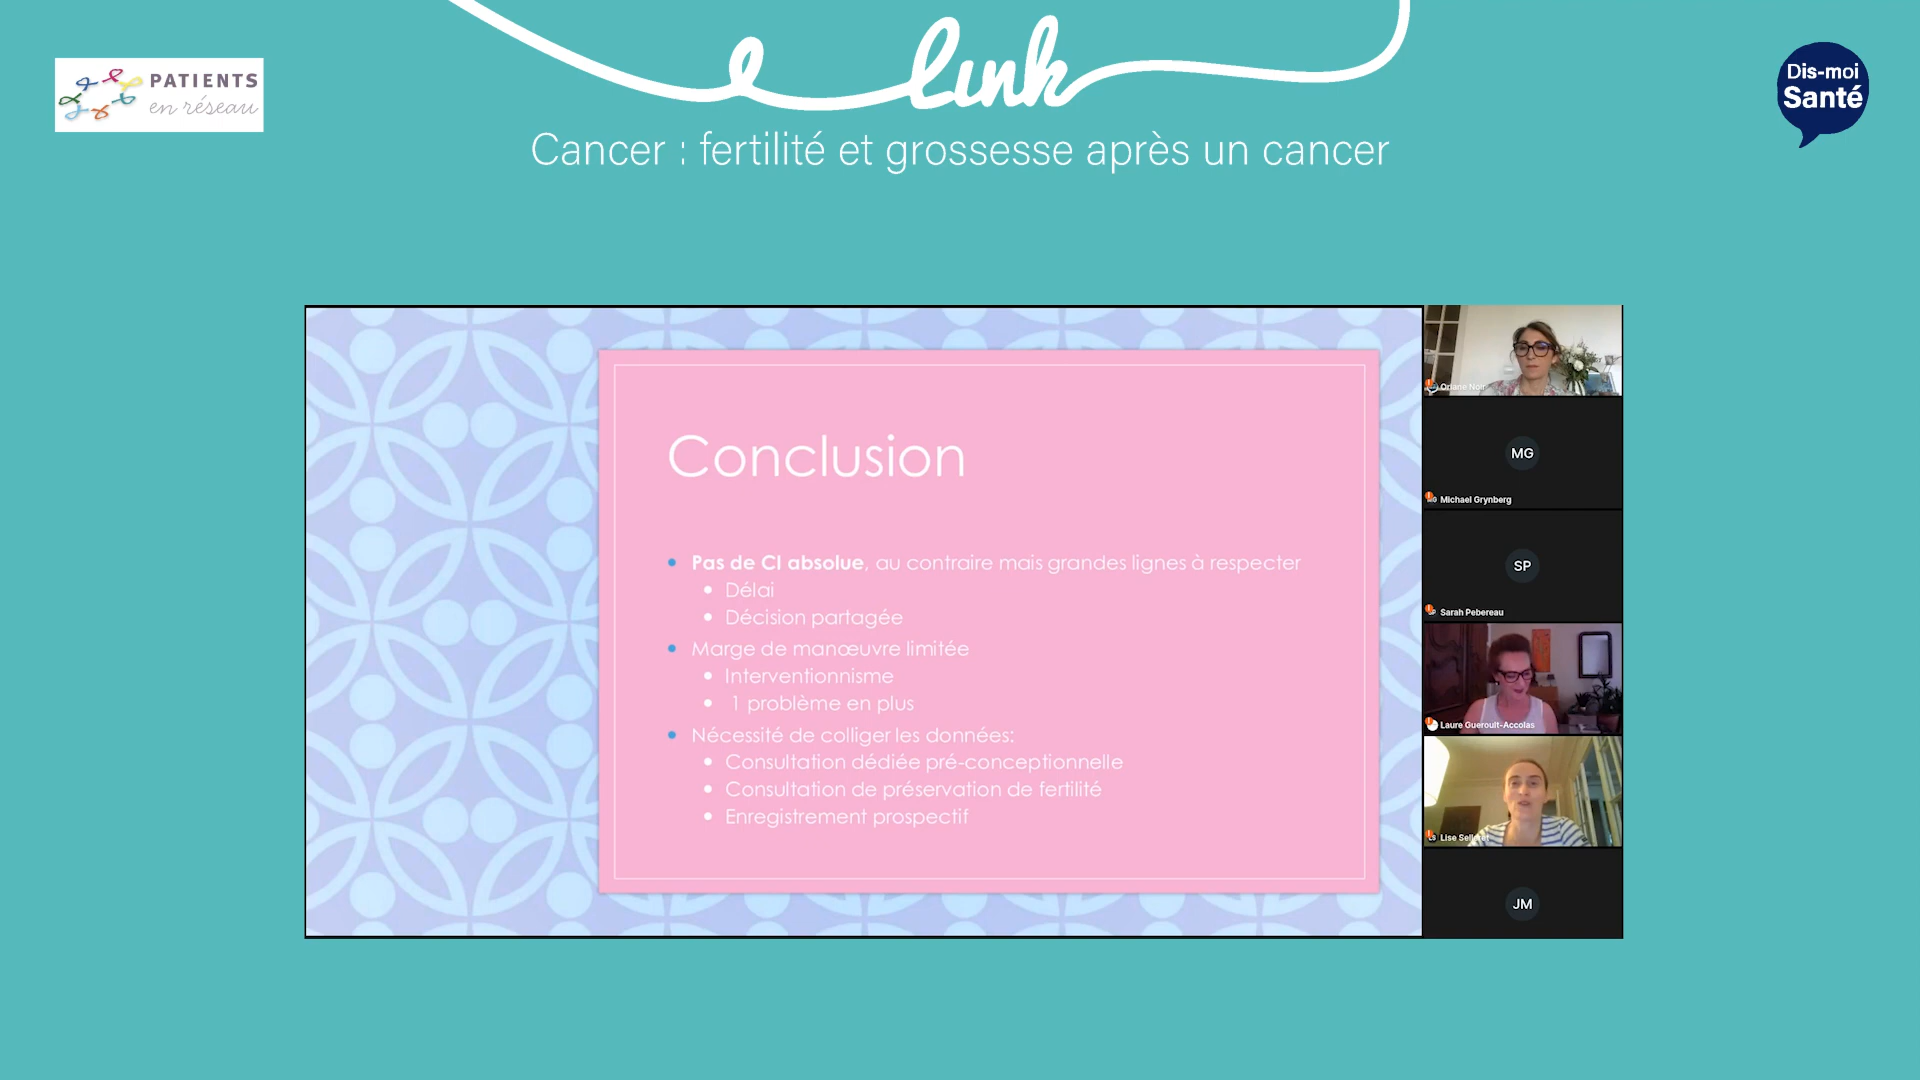 PATIENTS
en réseau
e link
Dis-moi
Santé
Cancer : fertilité et grossesse après un cancer
Conclusion
• Pas de CI absolue, au contraire mais grandes lignes à respecter
• Délai
• Décision partagée
• Marge de manœuvre limitée
• Interventionnisme
• 1 problème en plus
• Nécessité de colliger les données:
• Consultation dédiée pré-conceptionnelle
• Consultation de préservation de fertilité
• Enregistrement prospectif
Oriane Noir
MG
Michael Grynberg
SP
Sarah Pebereau
Laure Gueroult-Accolas
Lise
JM